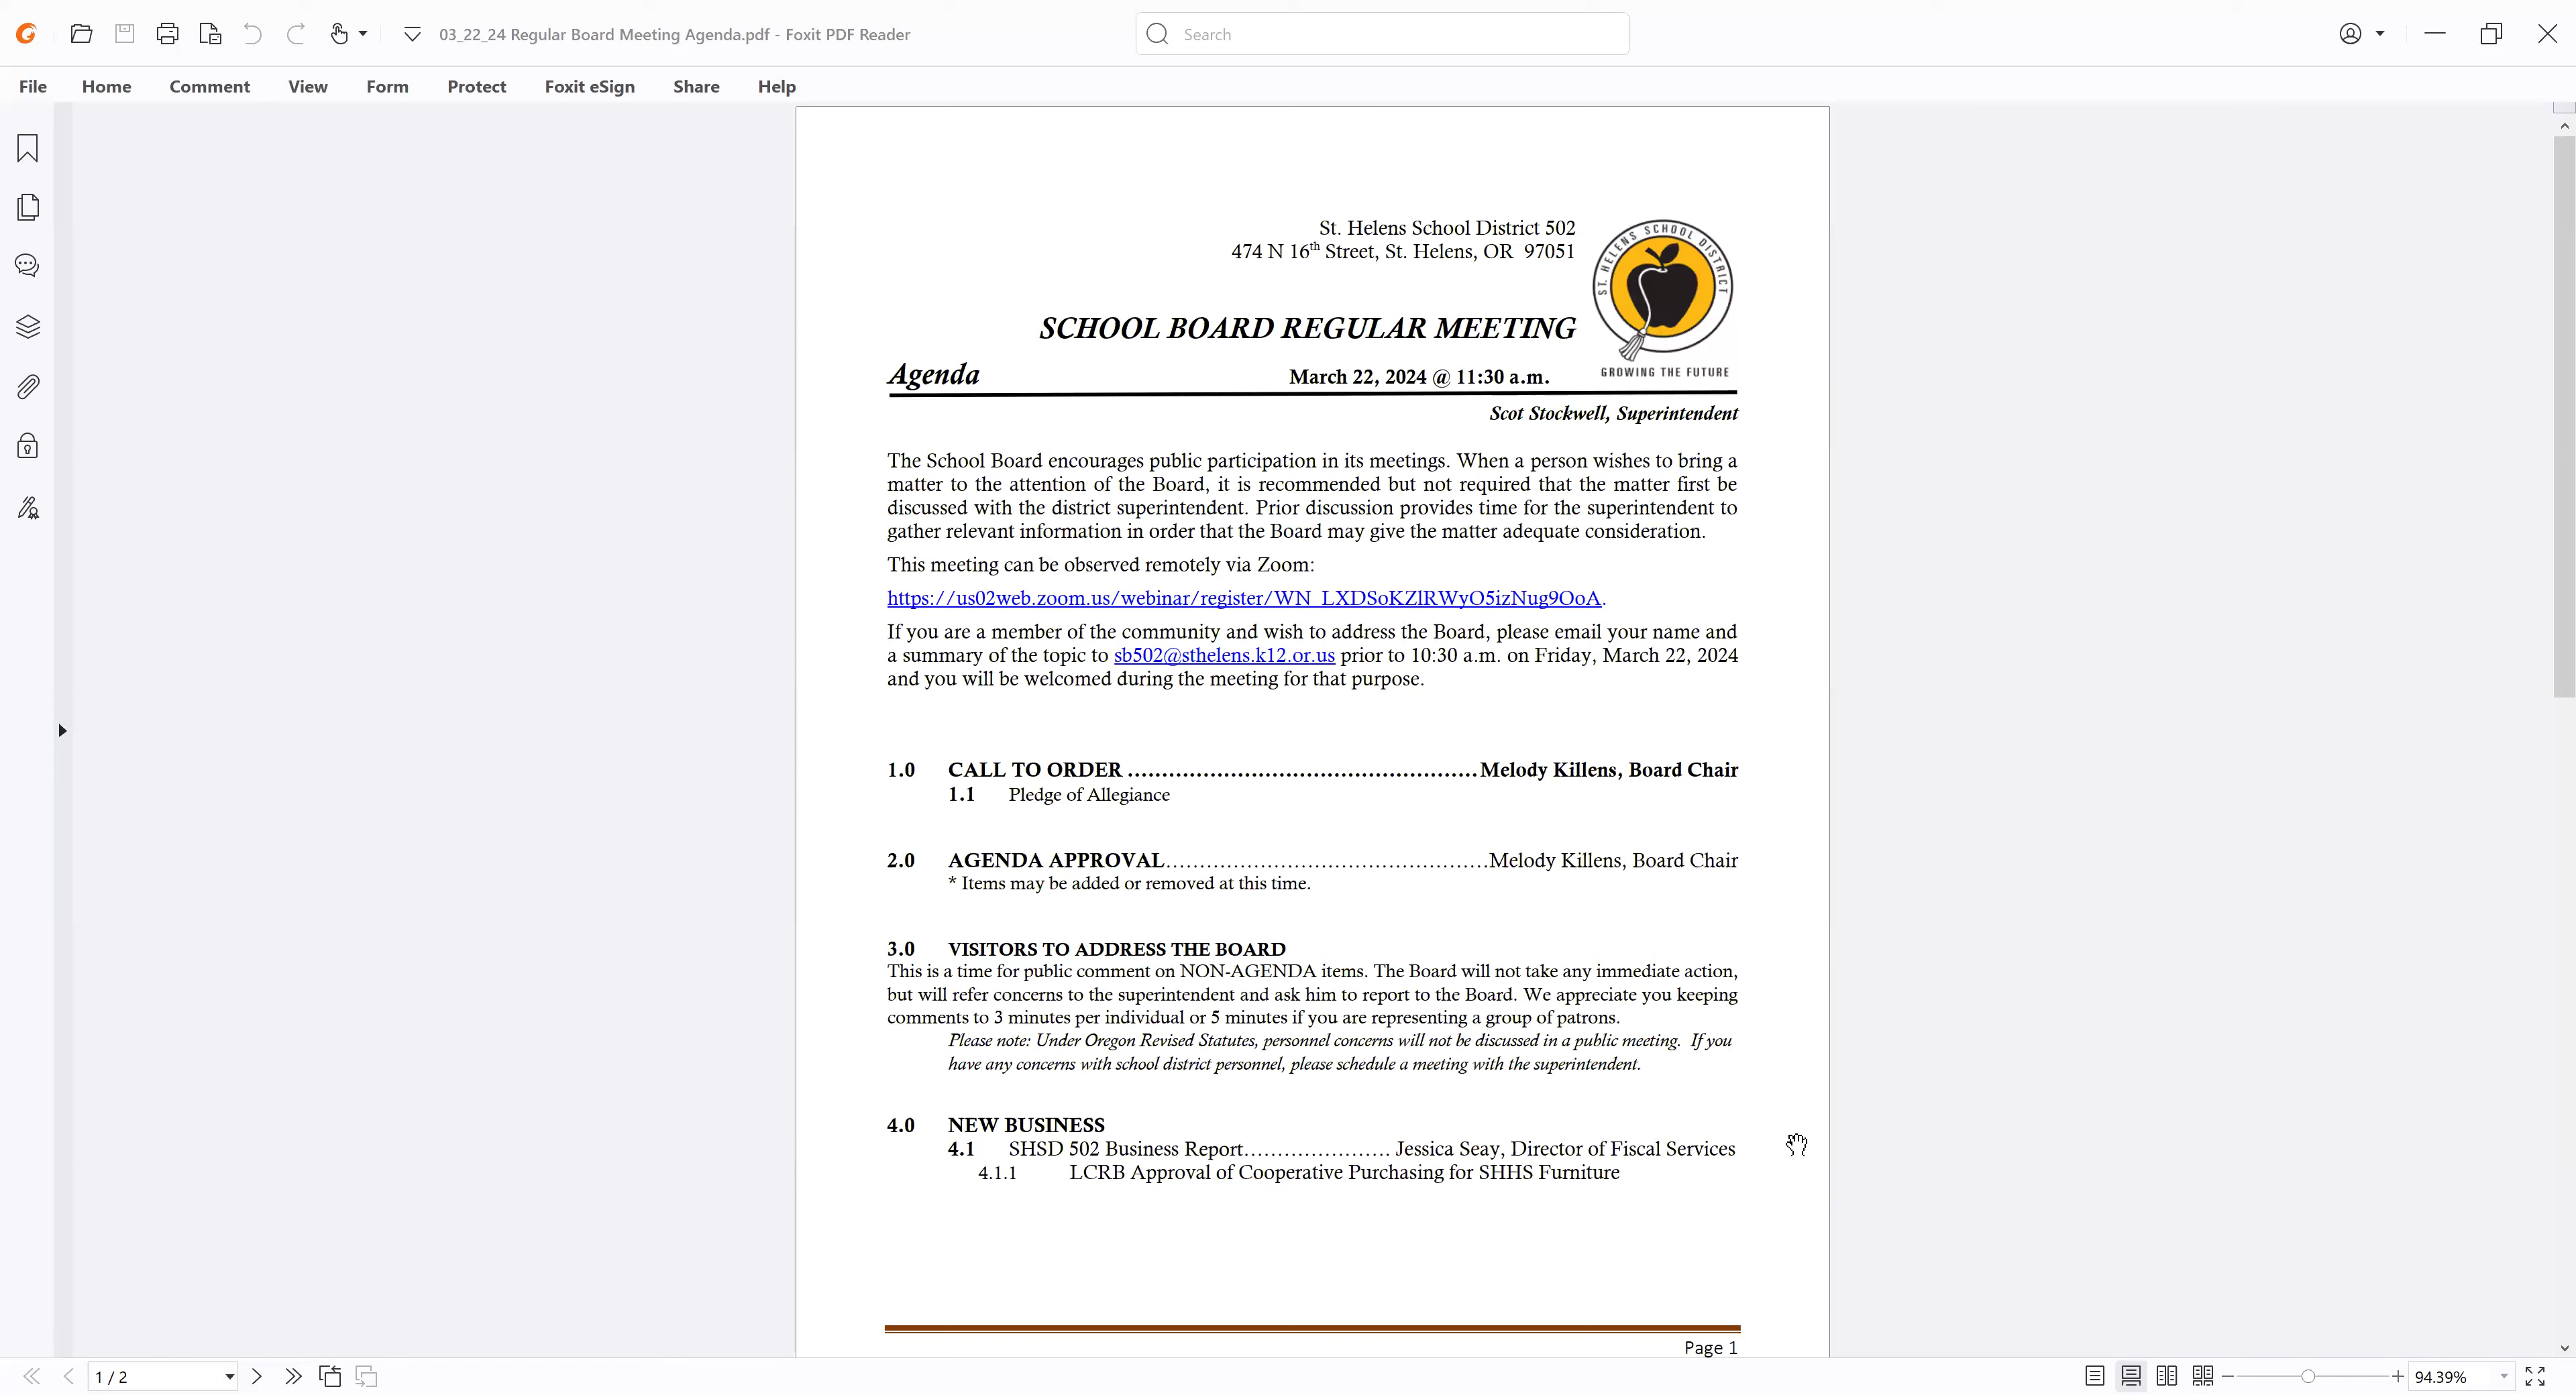 03_22_24 Regular Board Meeting Agenda.pdf - Foxit PDF Reader
Search
File Home Comment View Form Protect Foxit eSign Share Help
St. Helens School District 502
474 N 16th Street, St. Helens, OR 97051
ST. HELENS SCHOOL DISTRICT
SCHOOL BOARD REGULAR MEETING
GROWING THE FUTURE
Agenda March 22, 2024 @ 11:30 a.m.
Scot Stockwell, Superintendent
The School Board encourages public participation in its meetings. When a person wishes to bring a
matter to the attention of the Board, it is recommended but not required that the matter first be
discussed with the district superintendent. Prior discussion provides time for the superintendent to
gather relevant information in order that the Board may give the matter adequate consideration.
This meeting can be observed remotely via Zoom:
https://us02web.zoom.us/webinar/register/WN_LXDSoKZlRWyO5izNug9OoA.
If you are a member of the community and wish to address the Board, please email your name and
a summary of the topic to sb502@sthelens.k12.or.us prior to 10:30 a.m. on Friday, March 22, 2024
and you will be welcomed during the meeting for that purpose.
1.0 CALL TO ORDER ................................................... Melody Killens, Board Chair
1.1 Pledge of Allegiance
2.0 AGENDA APPROVAL................................................Melody Killens, Board Chair
* Items may be added or removed at this time.
3.0 VISITORS TO ADDRESS THE BOARD
This is a time for public comment on NON-AGENDA items. The Board will not take any immediate action,
but will refer concerns to the superintendent and ask him to report to the Board. We appreciate you keeping
comments to 3 minutes per individual or 5 minutes if you are representing a group of patrons.
Please note: Under Oregon Revised Statutes, personnel concerns will not be discussed in a public meeting. If you
have any concerns with school district personnel, please schedule a meeting with the superintendent.
4.0 NEW BUSINESS
4.1 SHSD 502 Business Report...................... Jessica Seay, Director of Fiscal Services
4.1.1 LCRB Approval of Cooperative Purchasing for SHHS Furniture
Page 1
1 / 2
94.39%